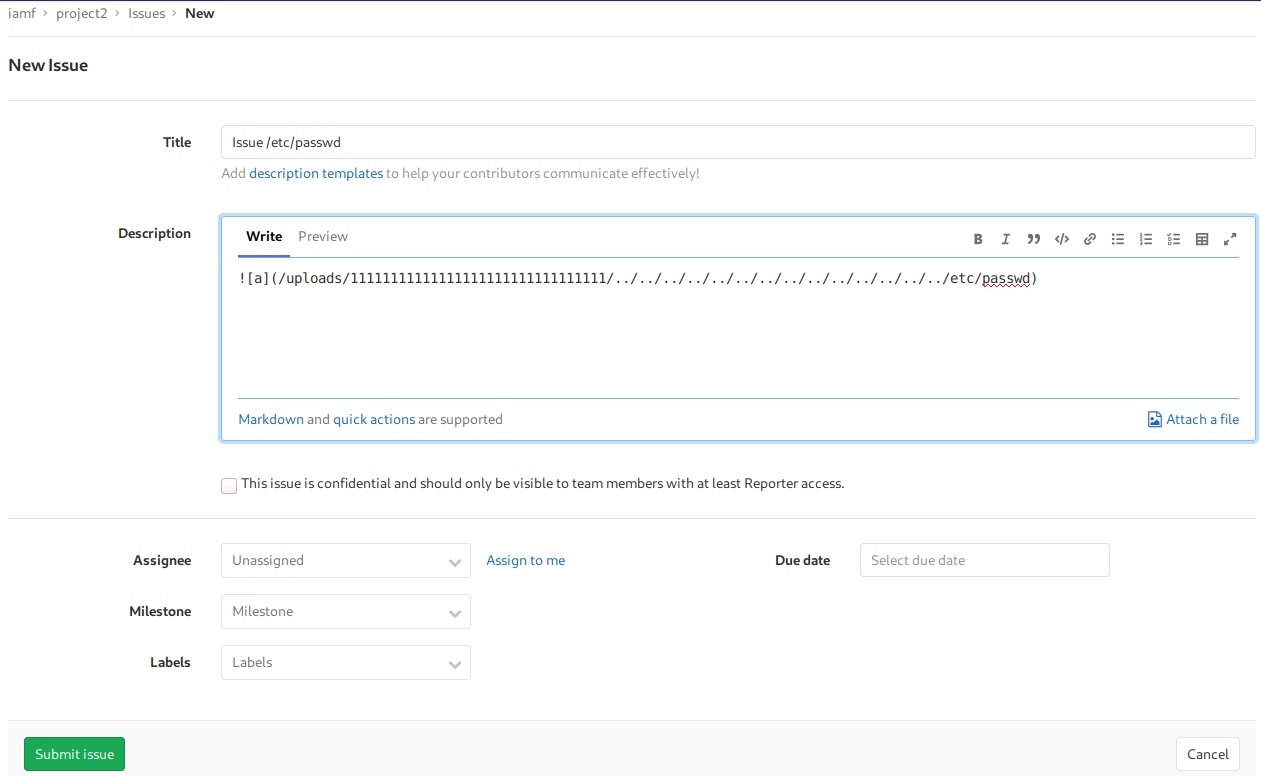 iamf › project2 › Issues › New
New Issue
Title
Issue /etc/passwd
Add description templates to help your contributors communicate effectively!
Description
Write Preview
![a](/uploads/11111111111111111111111111111111/../../../../../../../../../../../../../../etc/passwd)
Markdown and quick actions are supported
Attach a file
This issue is confidential and should only be visible to team members with at least Reporter access.
Assignee
Unassigned
Assign to me
Due date
Select due date
Milestone
Milestone
Labels
Labels
Submit issue
Cancel